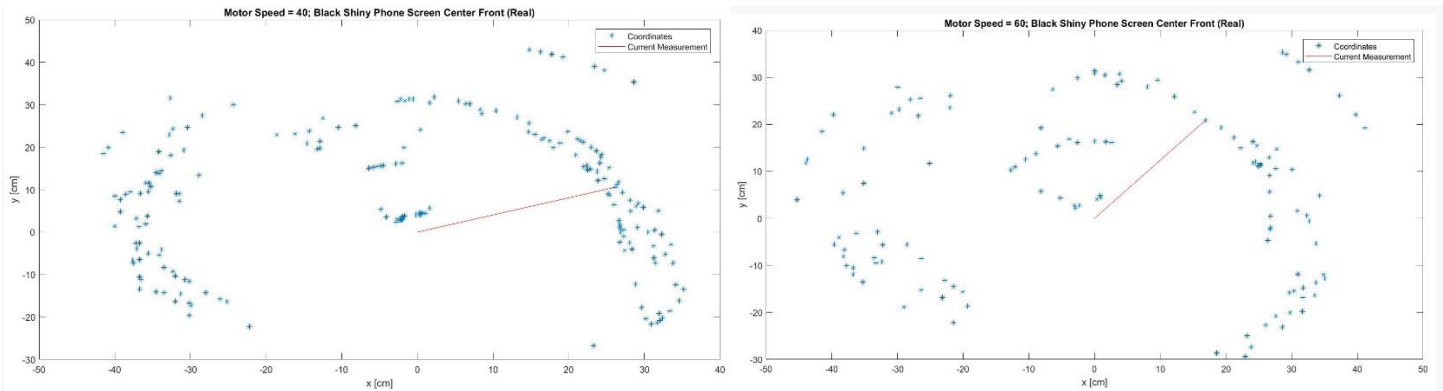 Motor Speed = 40; Black Shiny Phone Screen Center Front (Real)
50
40
30
20
10
0
-10
-20
-30
y [cm]
Coordinates
Current Measurement
-50 -40 -30 -20 -10 0 10 20 30 40
x [cm]
Motor Speed = 60; Black Shiny Phone Screen Center Front (Real)
40
30
20
10
0
-10
-20
-30
y [cm]
Coordinates
Current Measurement
-50 -40 -30 -20 -10 0 10 20 30 40 50
x [cm]